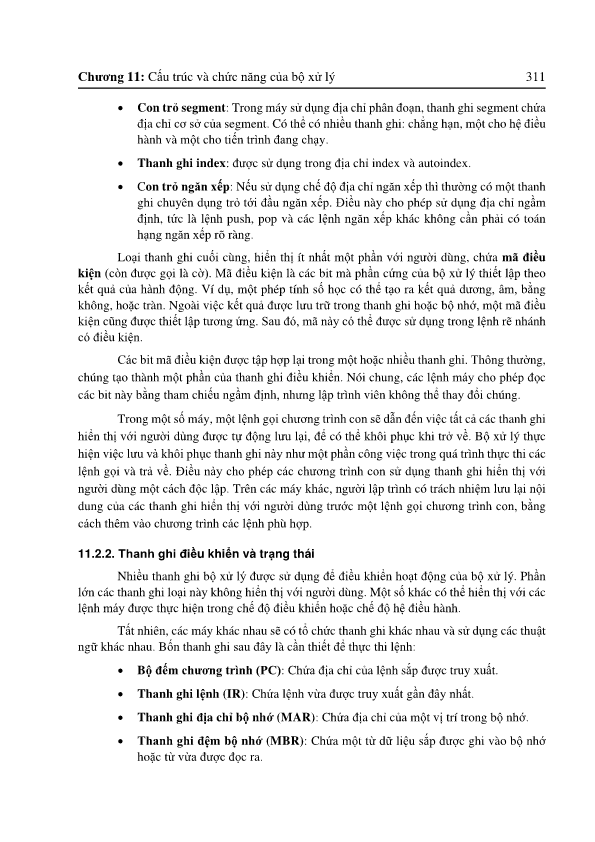 Chương 11: Cấu trúc và chức năng của bộ xử lý 311
• Con trỏ segment: Trong máy sử dụng địa chỉ phân đoạn, thanh ghi segment chứa
địa chỉ cơ sở của segment. Có thể có nhiều thanh ghi: chẳng hạn, một cho hệ điều
hành và một cho tiến trình đang chạy.
• Thanh ghi index: được sử dụng trong địa chỉ index và autoindex.
• Con trỏ ngăn xếp: Nếu sử dụng chế độ địa chỉ ngăn xếp thì thường có một thanh
ghi chuyên dụng trỏ tới đầu ngăn xếp. Điều này cho phép sử dụng địa chỉ ngầm
định, tức là lệnh push, pop và các lệnh ngăn xếp khác không cần phải có toán
hạng ngăn xếp rõ ràng.
Loại thanh ghi cuối cùng, hiển thị ít nhất một phần với người dùng, chứa mã điều
kiện (còn được gọi là cờ). Mã điều kiện là các bit mà phần cứng của bộ xử lý thiết lập theo
kết quả của hành động. Ví dụ, một phép tính số học có thể tạo ra kết quả dương, âm, bằng
không, hoặc tràn. Ngoài việc kết quả được lưu trữ trong thanh ghi hoặc bộ nhớ, một mã điều
kiện cũng được thiết lập tương ứng. Sau đó, mã này có thể được sử dụng trong lệnh rẽ nhánh
có điều kiện.
Các bit mã điều kiện được tập hợp lại trong một hoặc nhiều thanh ghi. Thông thường,
chúng tạo thành một phần của thanh ghi điều khiển. Nói chung, các lệnh máy cho phép đọc
các bit này bằng tham chiếu ngầm định, nhưng lập trình viên không thể thay đổi chúng.
Trong một số máy, một lệnh gọi chương trình con sẽ dẫn đến việc tất cả các thanh ghi
hiển thị với người dùng được tự động lưu lại, để có thể khôi phục khi trở về. Bộ xử lý thực
hiện việc lưu và khôi phục thanh ghi này như một phần công việc trong quá trình thực thi các
lệnh gọi và trả về. Điều này cho phép các chương trình con sử dụng thanh ghi hiển thị với
người dùng một cách độc lập. Trên các máy khác, người lập trình có trách nhiệm lưu lại nội
dung của các thanh ghi hiển thị với người dùng trước một lệnh gọi chương trình con, bằng
cách thêm vào chương trình các lệnh phù hợp.
11.2.2. Thanh ghi điều khiển và trạng thái
Nhiều thanh ghi bộ xử lý được sử dụng để điều khiển hoạt động của bộ xử lý. Phần
lớn các thanh ghi loại này không hiển thị với người dùng. Một số khác có thể hiển thị với các
lệnh máy được thực hiện trong chế độ điều khiển hoặc chế độ hệ điều hành.
Tất nhiên, các máy khác nhau sẽ có tổ chức thanh ghi khác nhau và sử dụng các thuật
ngữ khác nhau. Bốn thanh ghi sau đây là cần thiết để thực thi lệnh:
• Bộ đếm chương trình (PC): Chứa địa chỉ của lệnh sắp được truy xuất.
• Thanh ghi lệnh (IR): Chứa lệnh vừa được truy xuất gần đây nhất.
• Thanh ghi địa chỉ bộ nhớ (MAR): Chứa địa chỉ của một vị trí trong bộ nhớ.
• Thanh ghi đệm bộ nhớ (MBR): Chứa một từ dữ liệu sắp được ghi vào bộ nhớ
hoặc từ vừa được đọc ra.